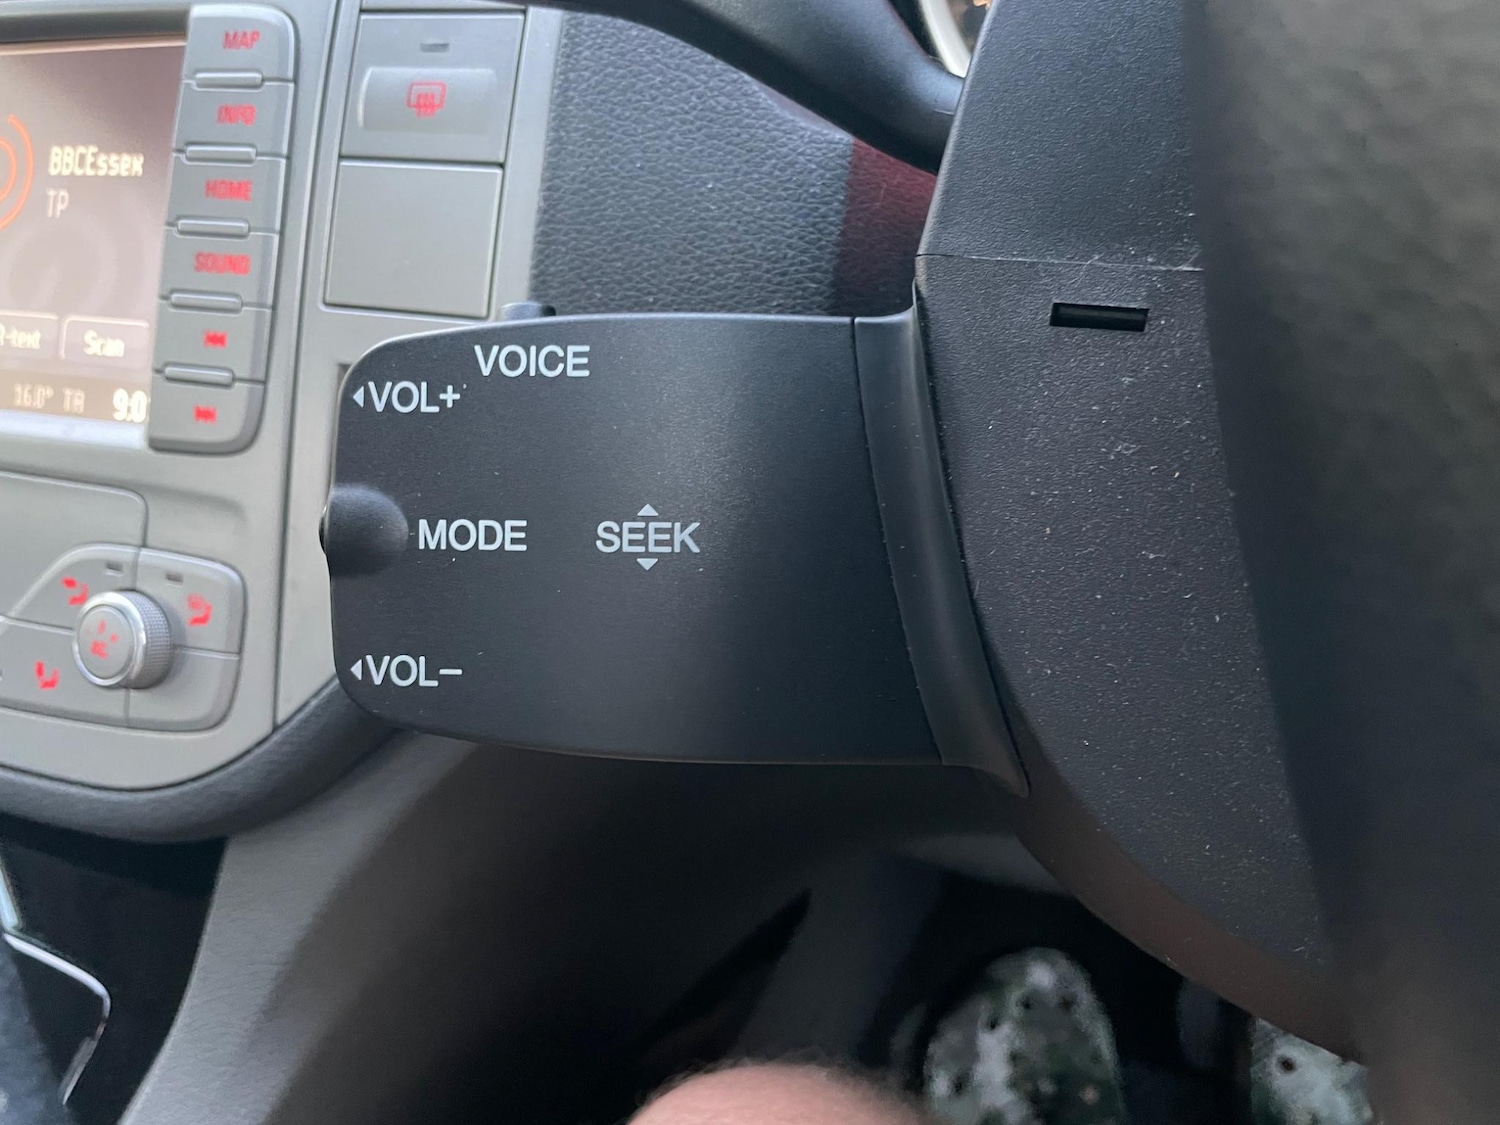 MAP
INFO
HOME
SOUND
BBCEssex
TP
Scan
16.0° TA
VOICE
VOL+
MODE
SEEK
VOL−